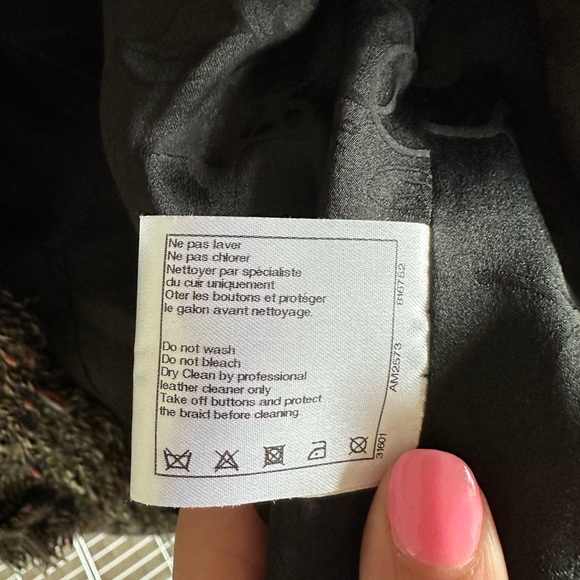 Ne pas laver
Ne pas chlorer
Nettoyer par spécialiste
du cuir uniquement
Oter les boutons et protéger
le galon avant nettoyage.
Do not wash
Do not bleach
Dry Clean by professional
leather cleaner only
Take off buttons and protect
the braid before cleaning.
816752
AM2573
31601